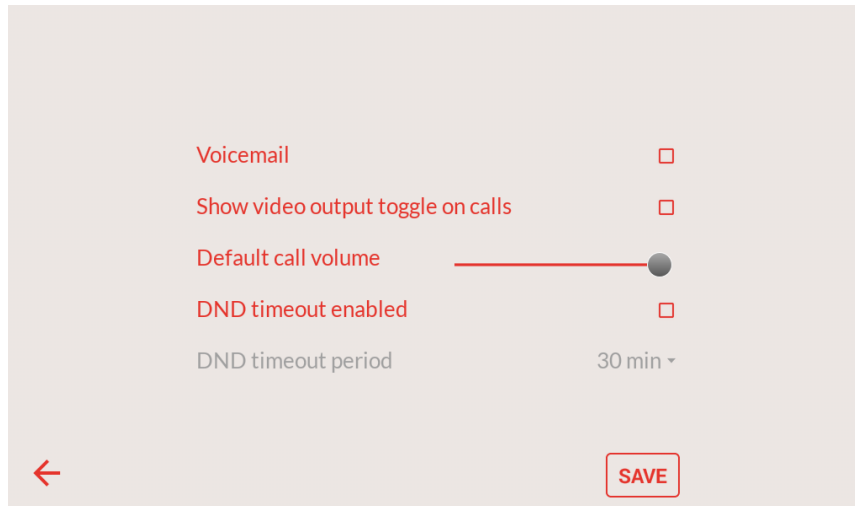 Voicemail
Show video output toggle on calls
Default call volume
DND timeout enabled
DND timeout period 30 min
SAVE